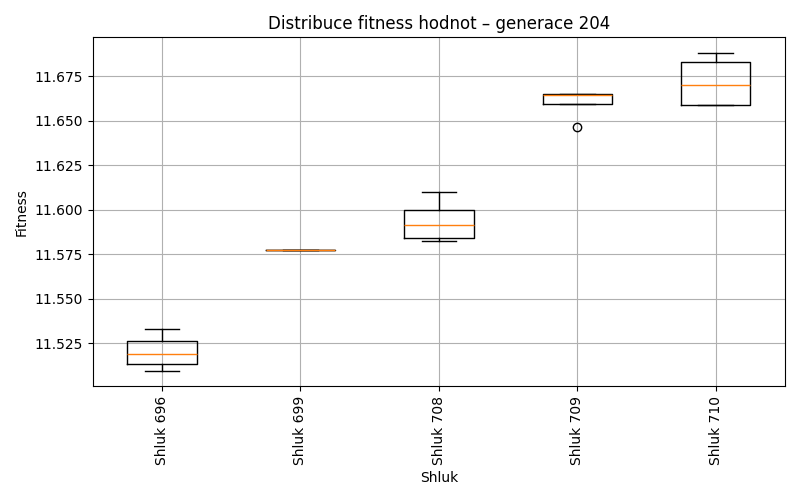 Distribuce fitness hodnot – generace 204
Fitness
11.675
11.650
11.625
11.600
11.575
11.550
11.525
Shluk 696
Shluk 699
Shluk 708
Shluk 709
Shluk 710
Shluk